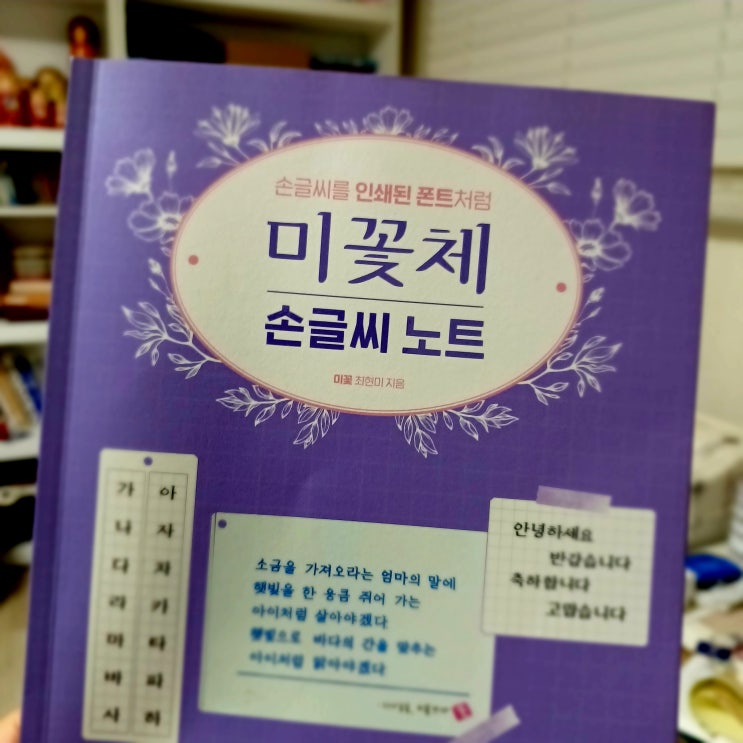 손글씨를 인쇄된 폰트처럼
미꽃체
손글씨 노트
미꽃 최현미 지음
가 아
나 자
다 차
라 카
마 타
바 파
사 하
소금을 가져오라는 엄마의 말에
햇빛을 한 움큼 쥐어 가는
아이처럼 살아야겠다
햇빛으로 바다의 간을 맞추는
아이처럼 맑아야겠다
안녕하세요
반갑습니다
축하합니다
고맙습니다